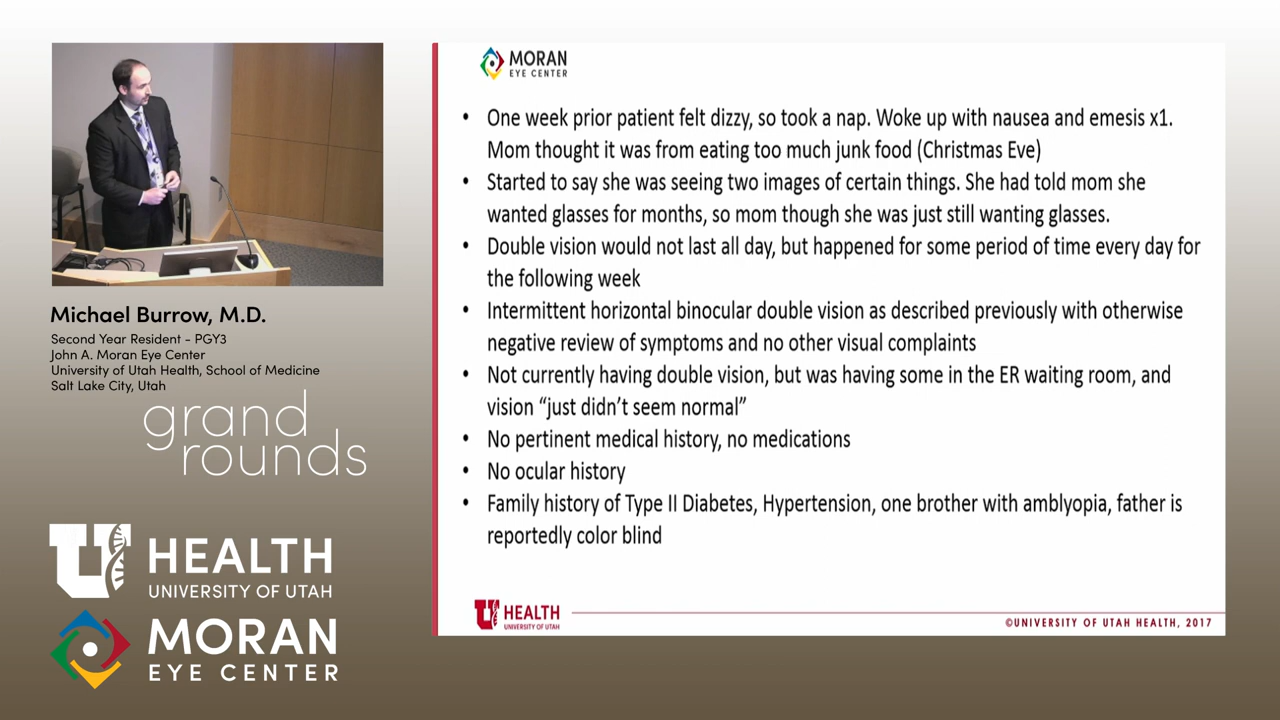 Michael Burrow, M.D.
Second Year Resident - PGY3
John A. Moran Eye Center
University of Utah Health, School of Medicine
Salt Lake City, Utah
grand
rounds
U HEALTH
UNIVERSITY OF UTAH
MORAN
EYE CENTER
MORAN
EYE CENTER
• One week prior patient felt dizzy, so took a nap. Woke up with nausea and emesis x1.
Mom thought it was from eating too much junk food (Christmas Eve)
• Started to say she was seeing two images of certain things. She had told mom she
wanted glasses for months, so mom though she was just still wanting glasses.
• Double vision would not last all day, but happened for some period of time every day for
the following week
• Intermittent horizontal binocular double vision as described previously with otherwise
negative review of symptoms and no other visual complaints
• Not currently having double vision, but was having some in the ER waiting room, and
vision “just didn’t seem normal”
• No pertinent medical history, no medications
• No ocular history
• Family history of Type II Diabetes, Hypertension, one brother with amblyopia, father is
reportedly color blind
U HEALTH
UNIVERSITY OF UTAH
©UNIVERSITY OF UTAH HEALTH, 2017